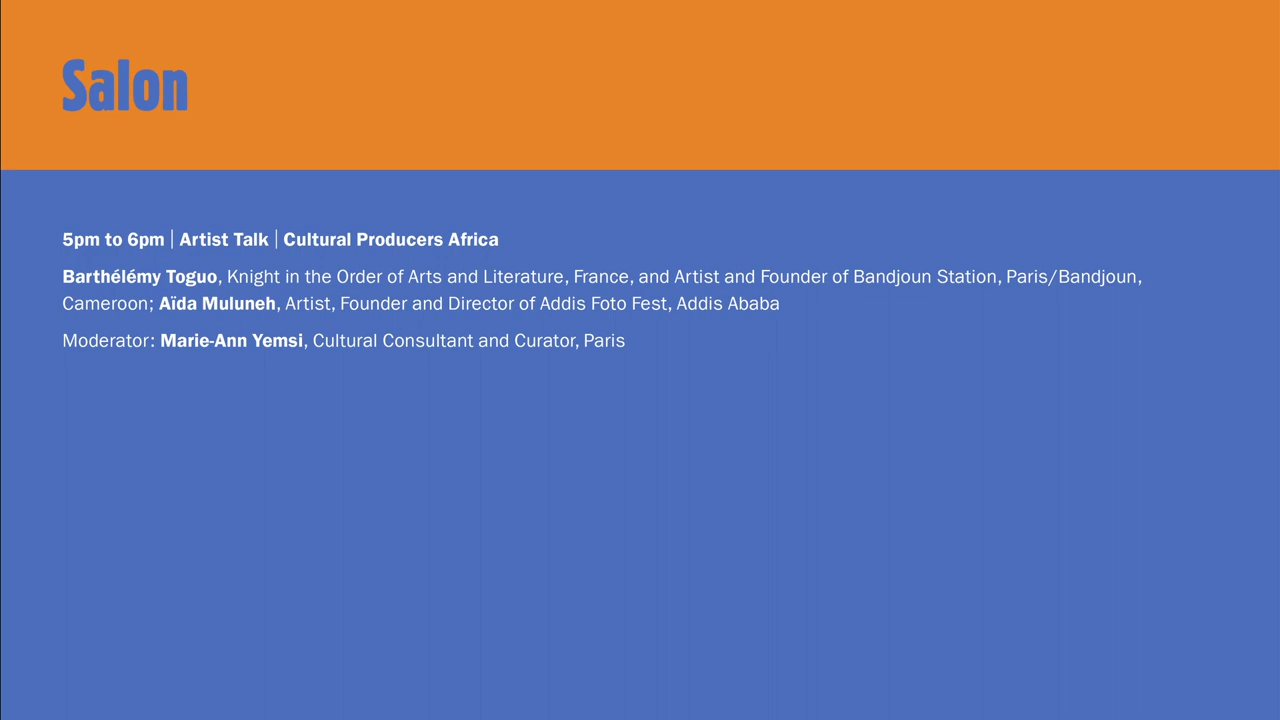 Salon
5pm to 6pm | Artist Talk | Cultural Producers Africa
Barthélémy Toguo, Knight in the Order of Arts and Literature, France, and Artist and Founder of Bandjoun Station, Paris/Bandjoun,
Cameroon; Aïda Muluneh, Artist, Founder and Director of Addis Foto Fest, Addis Ababa
Moderator: Marie-Ann Yemsi, Cultural Consultant and Curator, Paris